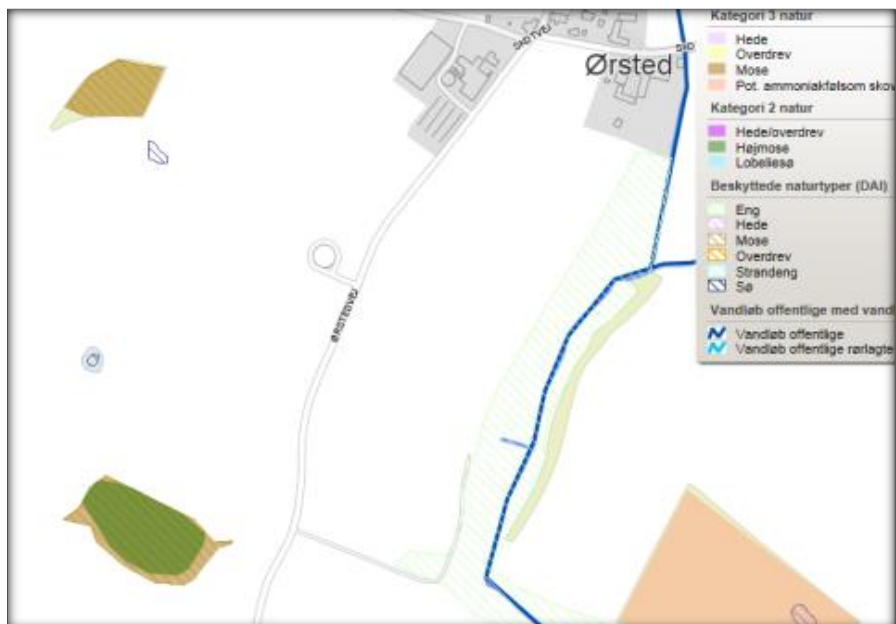 Kategori 3 natur
Hede
Overdrev
Mose
Pot. ammoniakfølsom skov
Kategori 2 natur
Hede/overdrev
Højmose
Lobeliesø
Beskyttede naturtyper (DAI)
Eng
Hede
Mose
Overdrev
Strandeng
Sø
Vandløb offentlige med vand
Vandløb offentlige
Vandløb offentlige rørlagte
Ørsted
ØRSTEDVEJ